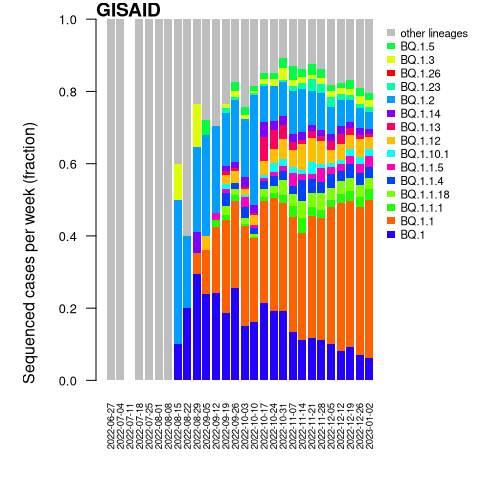 GISAID
Sequenced cases per week (fraction)
1.0
0.8
0.6
0.4
0.2
0.0
other lineages
BQ.1.5
BQ.1.3
BQ.1.26
BQ.1.23
BQ.1.2
BQ.1.14
BQ.1.13
BQ.1.12
BQ.1.10.1
BQ.1.1.5
BQ.1.1.4
BQ.1.1.18
BQ.1.1.1
BQ.1.1
BQ.1
2022-06-27
2022-07-04
2022-07-11
2022-07-18
2022-07-25
2022-08-01
2022-08-08
2022-08-15
2022-08-22
2022-08-29
2022-09-05
2022-09-12
2022-09-19
2022-09-26
2022-10-03
2022-10-10
2022-10-17
2022-10-24
2022-10-31
2022-11-07
2022-11-14
2022-11-21
2022-11-28
2022-12-05
2022-12-12
2022-12-19
2022-12-26
2023-01-02